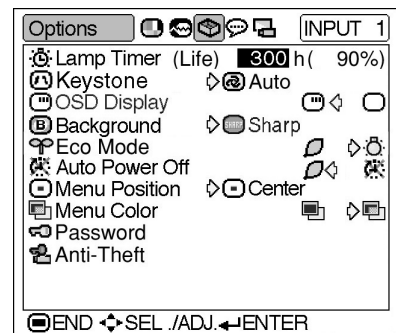 Options INPUT 1
Lamp Timer (Life) 300 h( 90%)
Keystone Auto
OSD Display
B Background SHARP Sharp
Eco Mode
Auto Power Off
Menu Position Center
Menu Color
Password
Anti-Theft
END SEL ./ADJ. ENTER